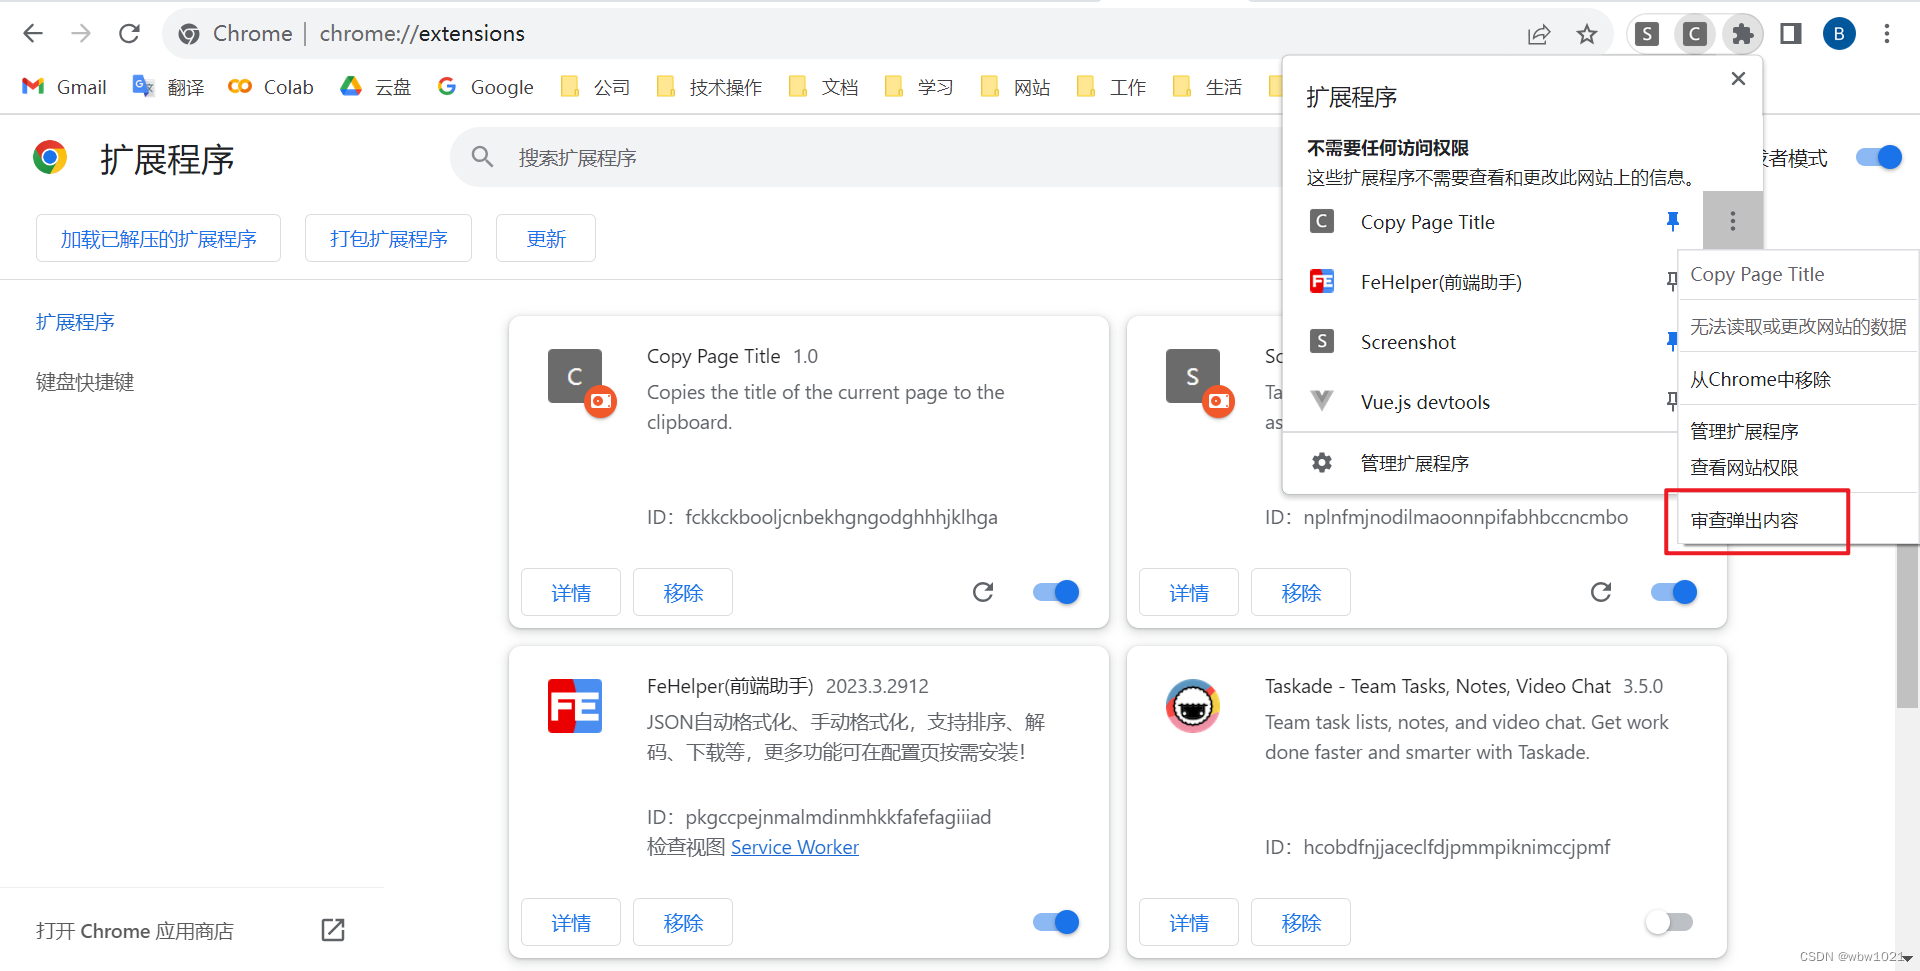 Chrome | chrome://extensions
S
C
B
Gmail
翻译
Colab
云盘
Google
公司
技术操作
文档
学习
网站
工作
生活
扩展程序
搜索扩展程序
者模式
加载已解压的扩展程序
打包扩展程序
更新
扩展程序
键盘快捷键
打开 Chrome 应用商店
扩展程序
不需要任何访问权限
这些扩展程序不需要查看和更改此网站上的信息。
C
Copy Page Title
FE
FeHelper(前端助手)
S
Screenshot
Vue.js devtools
管理扩展程序
Copy Page Title
无法读取或更改网站的数据
从Chrome中移除
管理扩展程序
查看网站权限
审查弹出内容
C
Copy Page Title 1.0
Copies the title of the current page to the
clipboard.
ID：fckkckbooljcnbekhgngodghhhjklhga
详情
移除
S
Sc
Ta
as
ID：nplnfmjnodilmaoonnpifabhbccncmbo
详情
移除
FE
FeHelper(前端助手) 2023.3.2912
JSON自动格式化、手动格式化，支持排序、解
码、下载等，更多功能可在配置页按需安装!
ID：pkgccpejnmalmdinmhkkfafefagiiiad
检查视图 Service Worker
详情
移除
Taskade - Team Tasks, Notes, Video Chat 3.5.0
Team task lists, notes, and video chat. Get work
done faster and smarter with Taskade.
ID：hcobdfnjjaceclfdjpmmpiknimccjpmf
详情
移除
CSDN @wbw1021